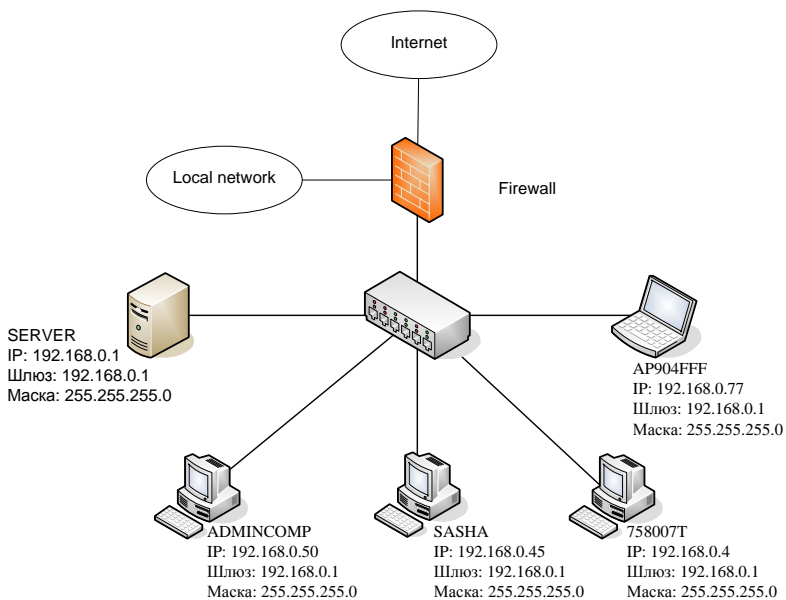 Internet
Local network
Firewall
SERVER
IP: 192.168.0.1
Шлюз: 192.168.0.1
Маска: 255.255.255.0
AP904FFF
IP: 192.168.0.77
Шлюз: 192.168.0.1
Маска: 255.255.255.0
ADMINCOMP
IP: 192.168.0.50
Шлюз: 192.168.0.1
Маска: 255.255.255.0
SASHA
IP: 192.168.0.45
Шлюз: 192.168.0.1
Маска: 255.255.255.0
758007T
IP: 192.168.0.4
Шлюз: 192.168.0.1
Маска: 255.255.255.0